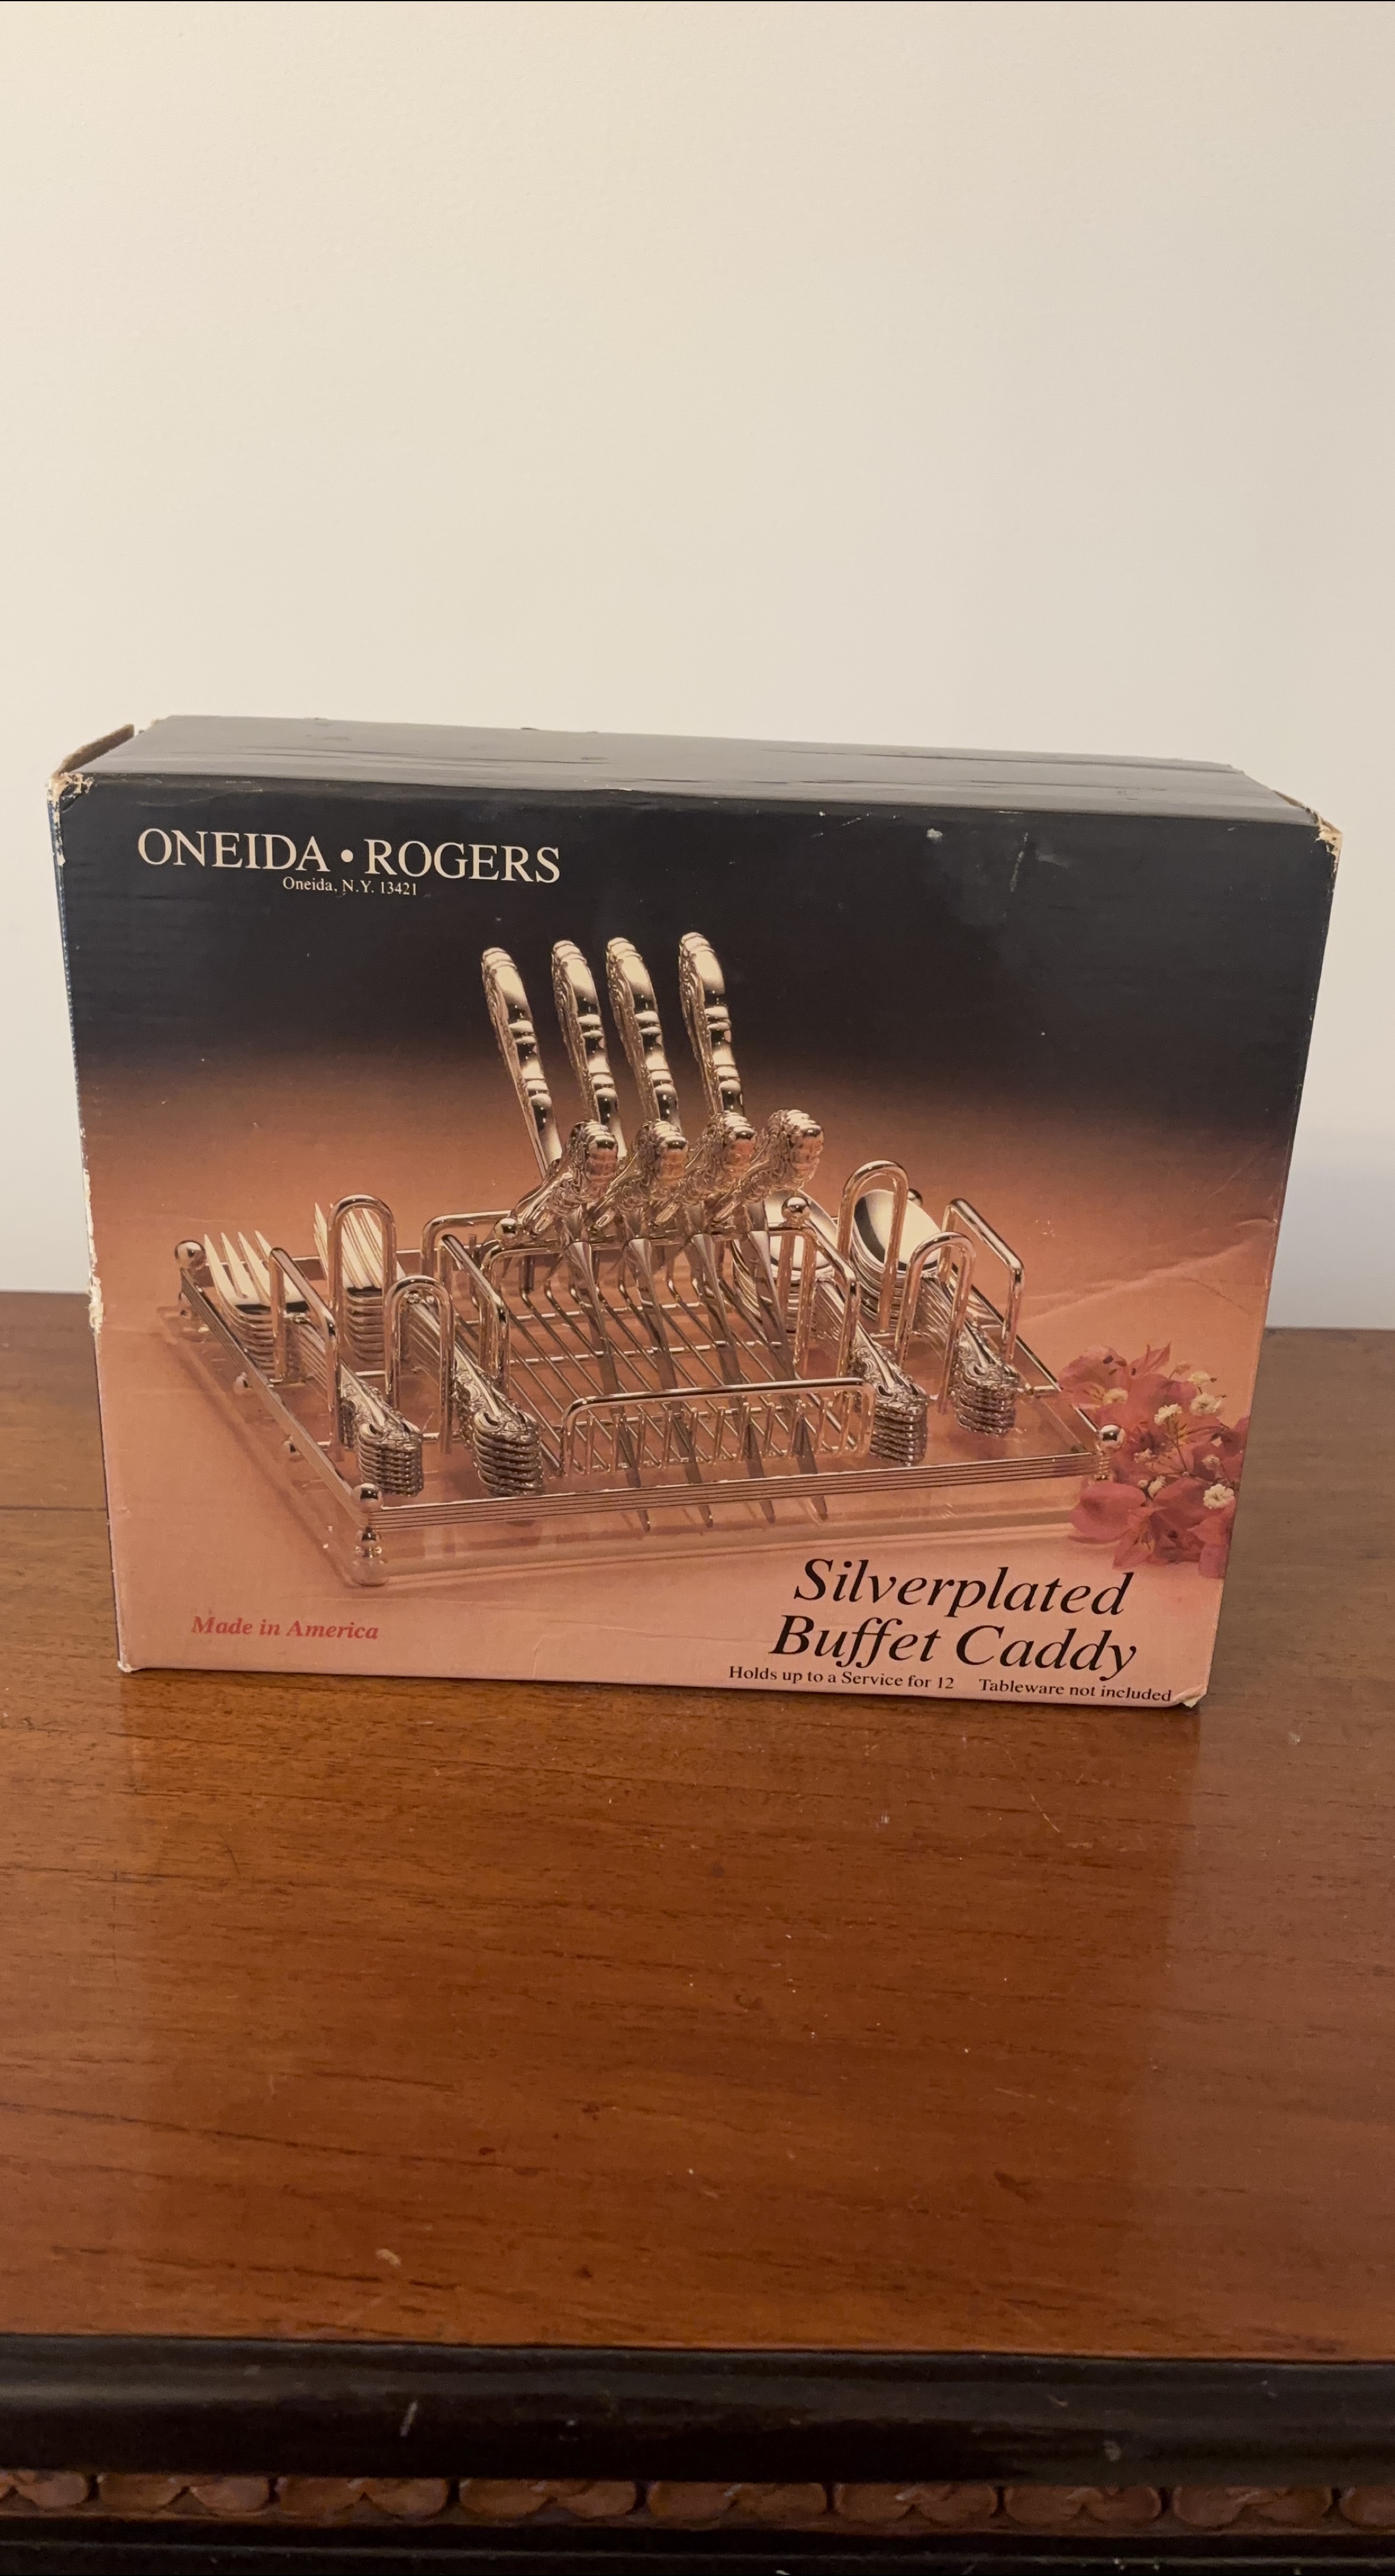 ONEIDA • ROGERS
Oneida, N.Y. 13421
Made in America
Silverplated
Buffet Caddy
Holds up to a Service for 12 Tableware not included